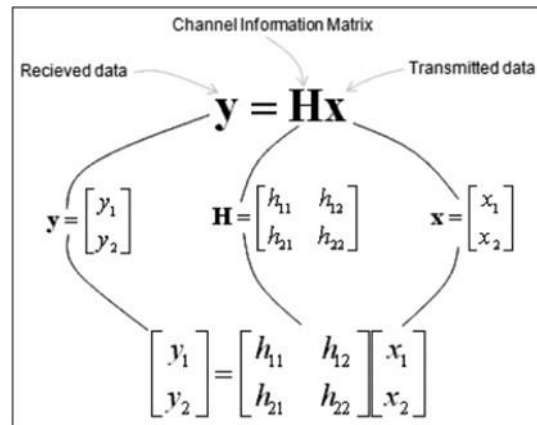 Channel Information Matrix
Recieved data
Transmitted data
y = Hx
y = [y₁ y₂]
H = [h₁₁ h₁₂ h₂₁ h₂₂]
x = [x₁ x₂]
[y₁ y₂] = [h₁₁ h₁₂ h₂₁ h₂₂] [x₁ x₂]